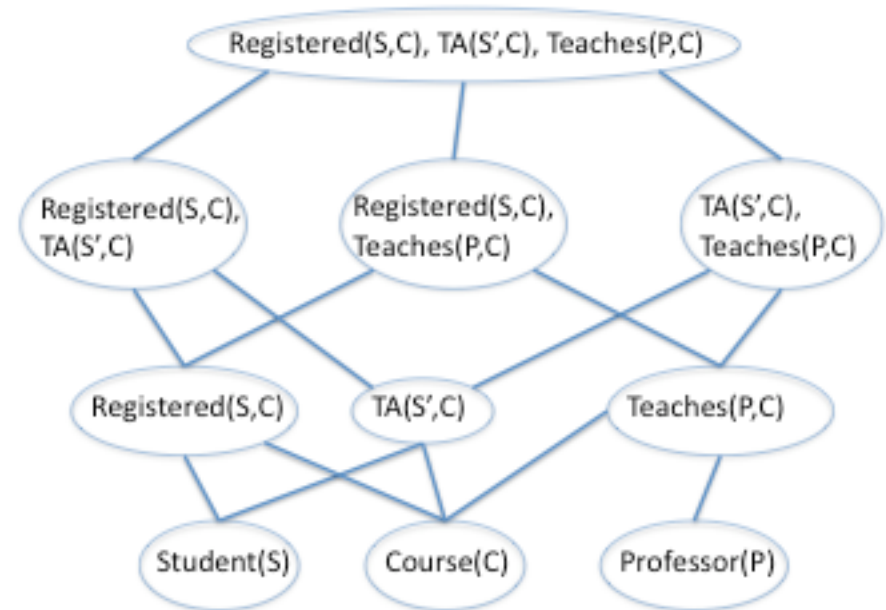 Registered(S,C), TA(S',C), Teaches(P,C)
Registered(S,C),
TA(S',C)
Registered(S,C),
Teaches(P,C)
TA(S',C),
Teaches(P,C)
Registered(S,C)
TA(S',C)
Teaches(P,C)
Student(S)
Course(C)
Professor(P)